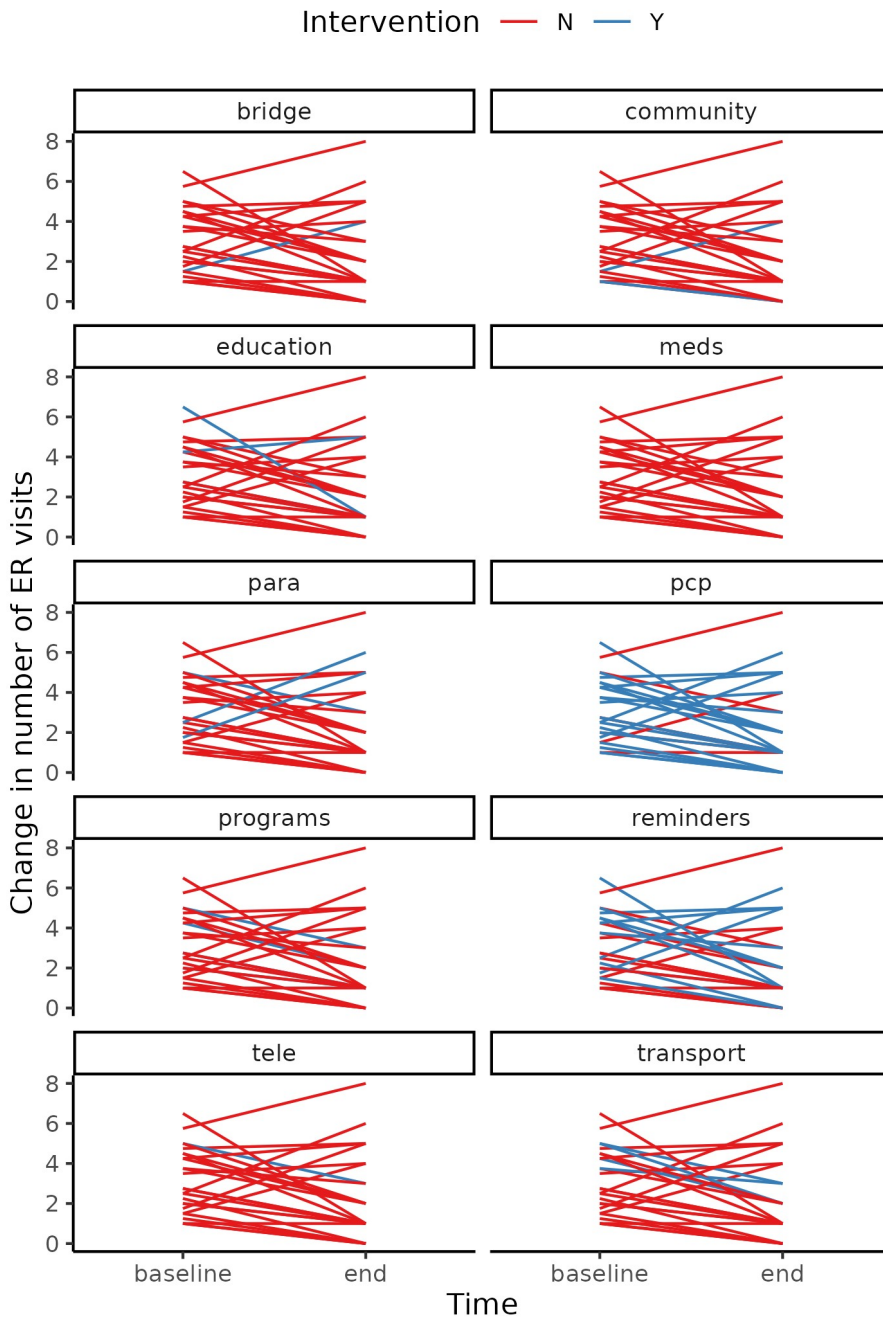 Intervention N Y
bridge community
8
6
4
2
0
education meds
8
6
4
2
0
para pcp
8
6
4
2
0
programs reminders
8
6
4
2
0
tele transport
8
6
4
2
0
baseline end baseline end
Time
Change in number of ER visits